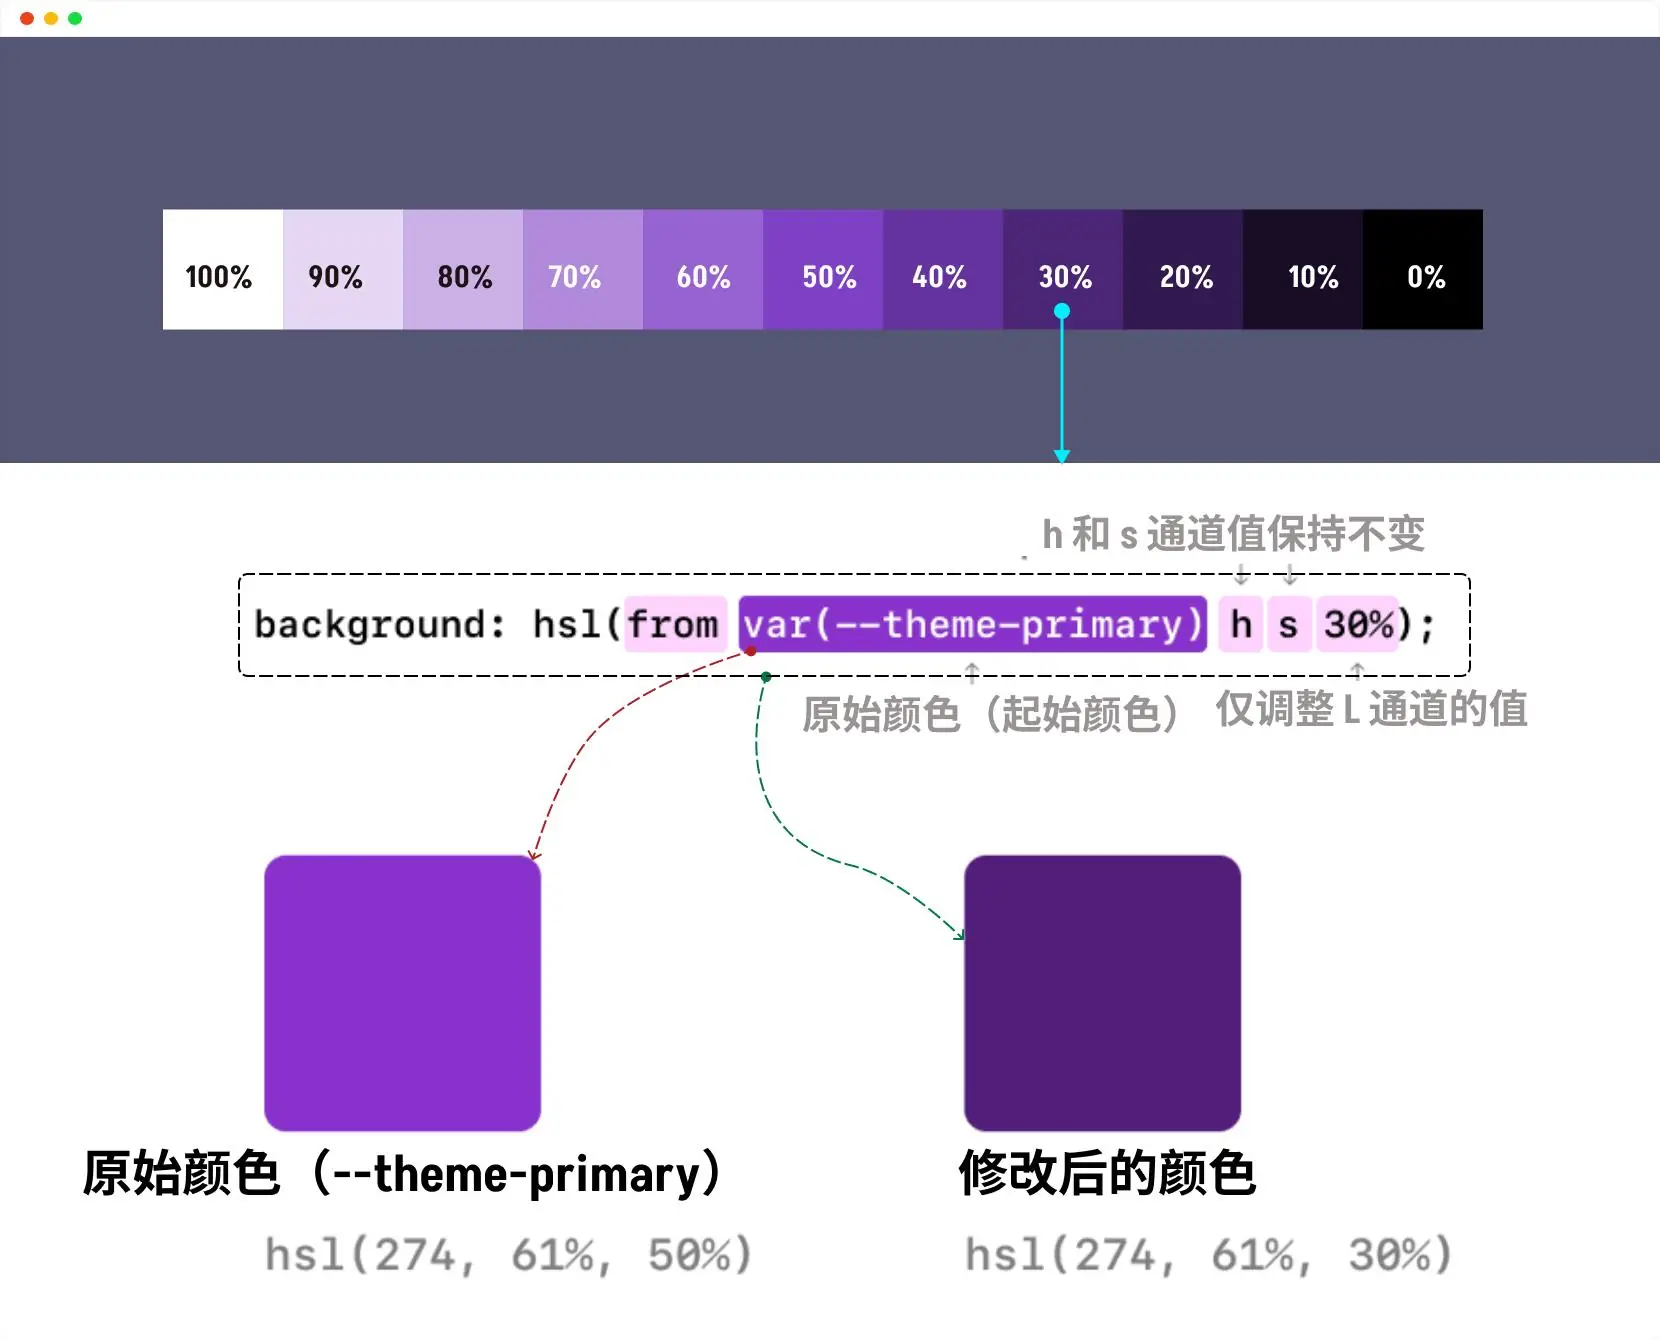 100% 90% 80% 70% 60% 50% 40% 30% 20% 10% 0%
h 和 s 通道值保持不变
background: hsl(from var(--theme-primary) h s 30%);
原始颜色（起始颜色） 仅调整 L 通道的值
原始颜色（--theme-primary） 修改后的颜色
hsl(274, 61%, 50%) hsl(274, 61%, 30%)